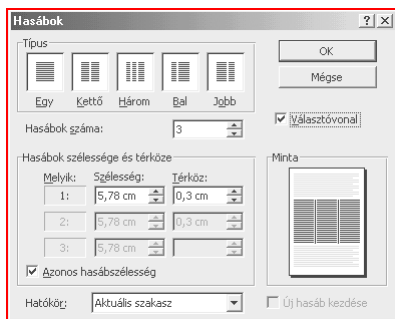 Hasábok
Típus
OK
Mégse
Egy Kettő Három Bal Jobb
Hasábok száma: 3
Választóvonal
Hasábok szélessége és térköze
Minta
Melyik: Szélesség: Térköz:
1: 5,78 cm 0,3 cm
2: 5,78 cm 0,3 cm
3: 5,78 cm
Azonos hasábszélesség
Hatókör: Aktuális szakasz
Új hasáb kezdése